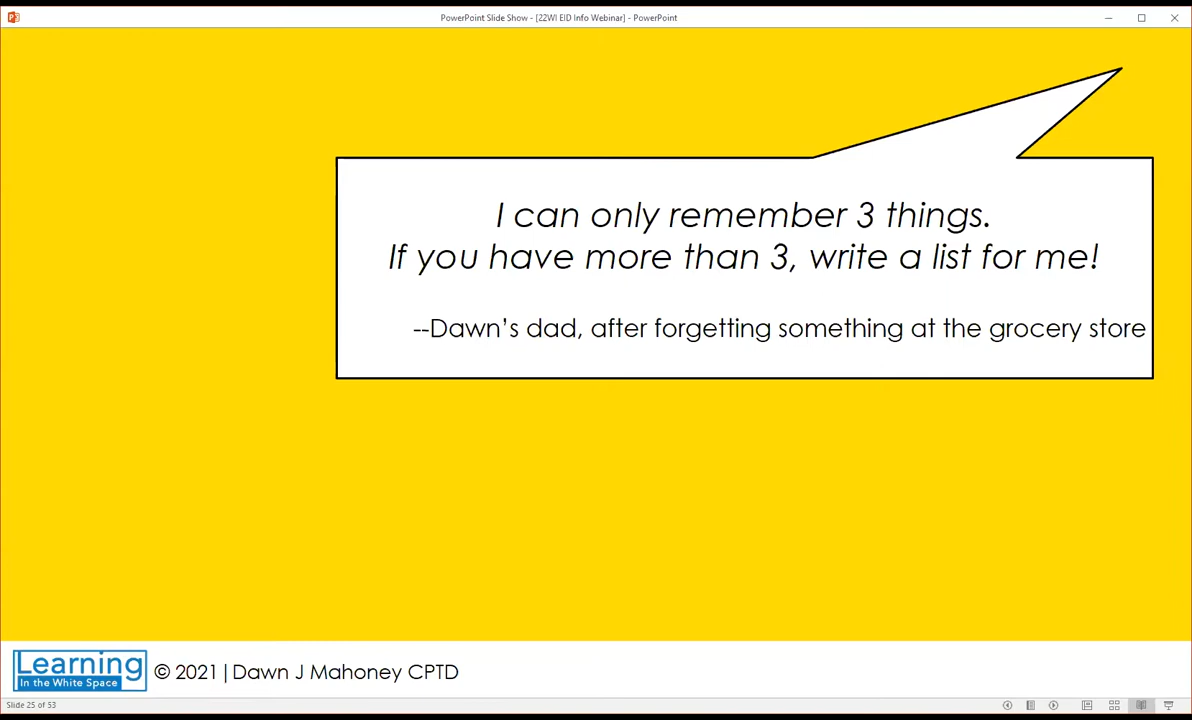 PowerPoint Slide Show - [22WI EID Info Webinar] - PowerPoint
I can only remember 3 things.
If you have more than 3, write a list for me!
--Dawn’s dad, after forgetting something at the grocery store
Learning
In the White Space
© 2021 | Dawn J Mahoney CPTD
Slide 25 of 53